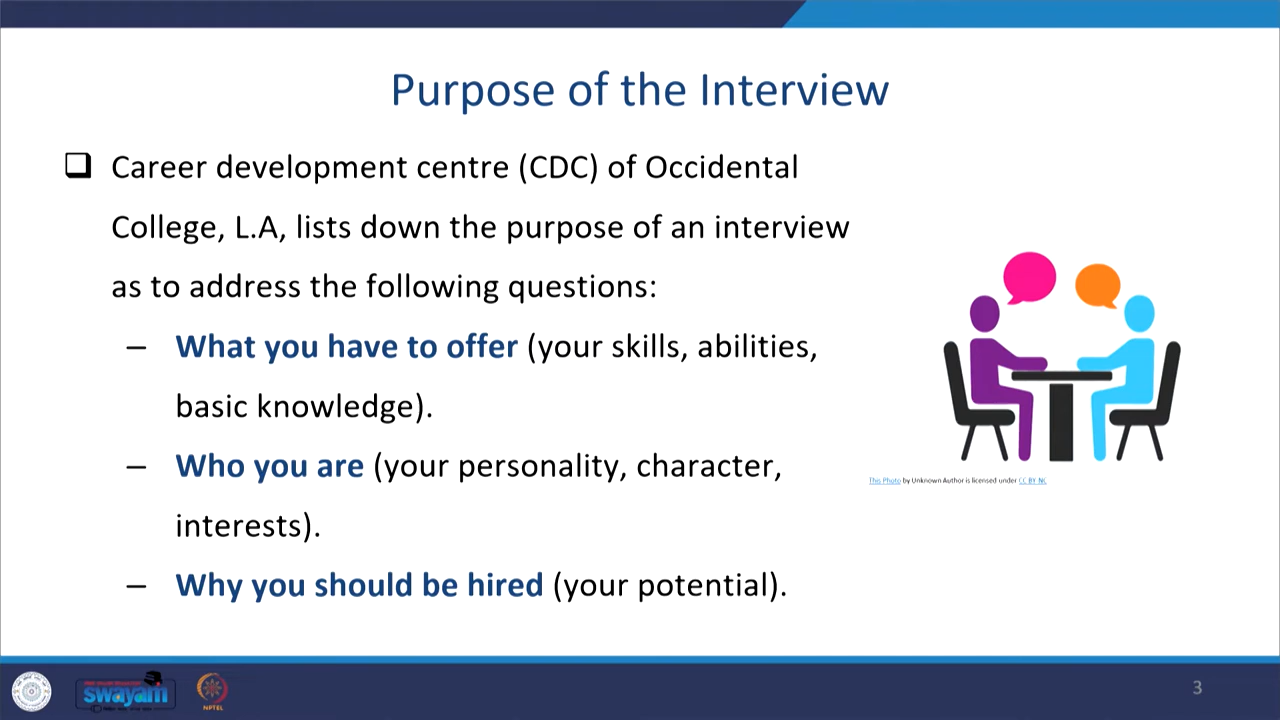 Purpose of the Interview
Career development centre (CDC) of Occidental
College, L.A, lists down the purpose of an interview
as to address the following questions:
– What you have to offer (your skills, abilities,
basic knowledge).
– Who you are (your personality, character,
interests).
– Why you should be hired (your potential).
This Photo by Unknown Author is licensed under CC BY NC
swayam
NPTEL
3